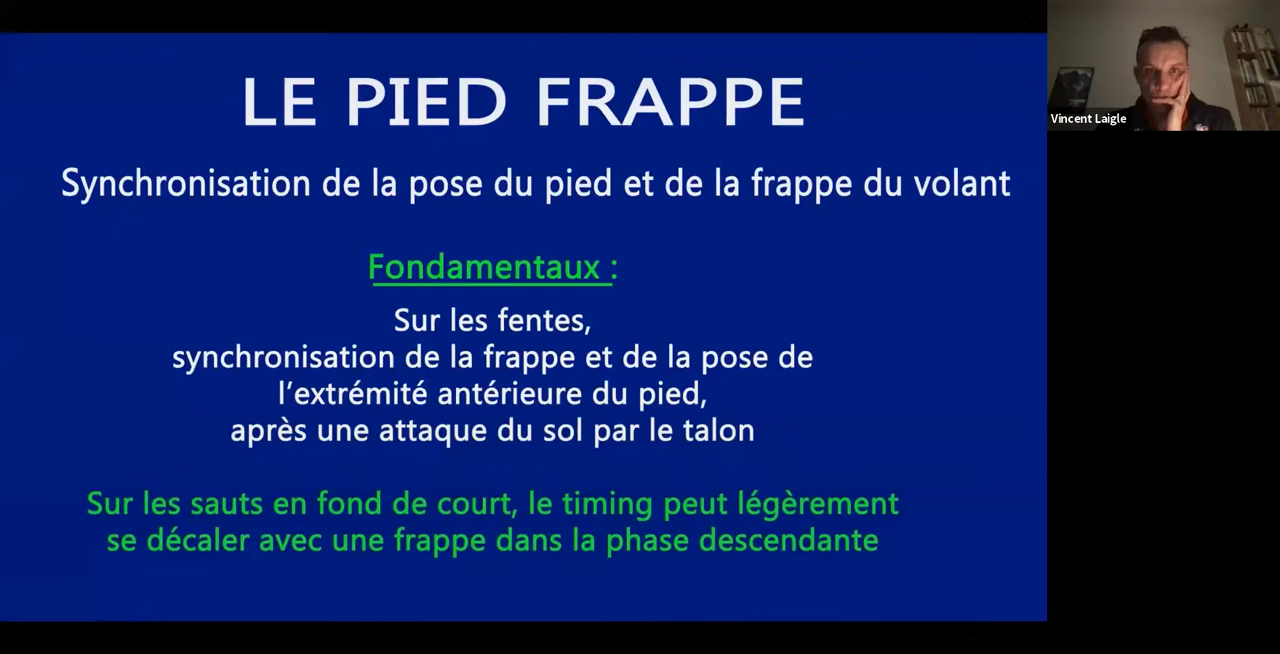 LE PIED FRAPPE
Synchronisation de la pose du pied et de la frappe du volant
Fondamentaux :
Sur les fentes,
synchronisation de la frappe et de la pose de
l’extrémité antérieure du pied,
après une attaque du sol par le talon
Sur les sauts en fond de court, le timing peut légèrement
se décaler avec une frappe dans la phase descendante
Vincent Laigle